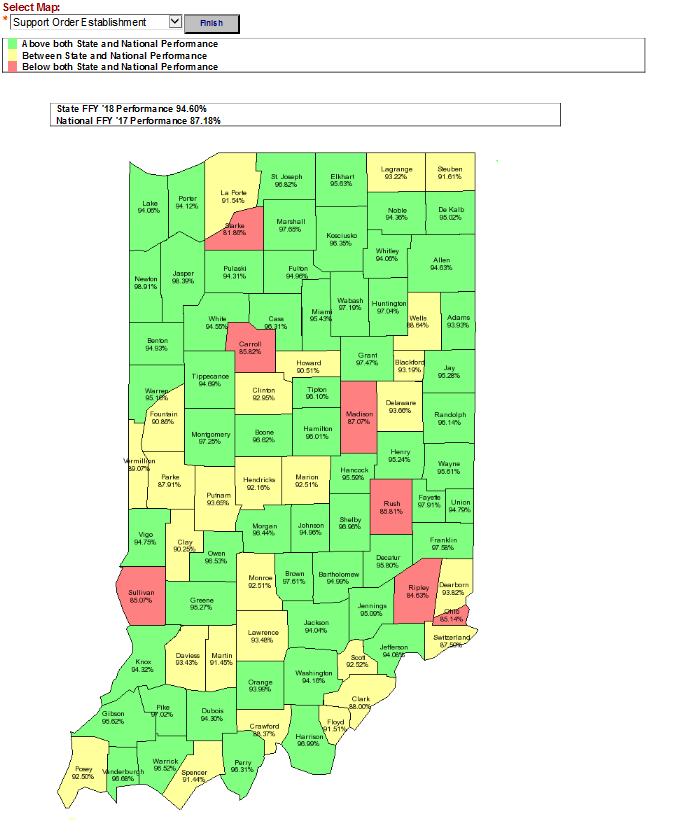 Select Map:
* Support Order Establishment Finish
Above both State and National Performance
Between State and National Performance
Below both State and National Performance
State FFY '18 Performance 94.60%
National FFY '17 Performance 87.18%
Lake
94.06%
Porter
94.12%
La Porte
91.54%
St. Joseph
96.82%
Elkhart
95.63%
Lagrange
93.22%
Steuben
91.61%
Starke
81.86%
Marshall
97.65%
Kosciusko
96.35%
Noble
94.36%
De Kalb
95.02%
Whitley
94.06%
Allen
94.63%
Newton
98.91%
Jasper
98.39%
Pulaski
94.31%
Fulton
94.96%
Miami
95.43%
Wabash
97.19%
Huntington
97.04%
Wells
88.64%
Adams
93.93%
White
94.55%
Cass
96.31%
Benton
94.93%
Carroll
85.82%
Howard
90.51%
Grant
97.47%
Blackford
93.19%
Jay
95.28%
Tippecanoe
94.69%
Warren
95.16%
Clinton
92.95%
Tipton
96.10%
Madison
87.07%
Delaware
93.66%
Randolph
96.14%
Fountain
90.86%
Montgomery
97.25%
Boone
96.62%
Hamilton
96.01%
Henry
95.24%
Wayne
95.61%
Vermillion
89.07%
Parke
87.91%
Putnam
93.65%
Hendricks
92.16%
Marion
92.51%
Hancock
95.59%
Rush
85.81%
Fayette
97.91%
Union
94.79%
Vigo
94.75%
Clay
90.25%
Owen
96.53%
Morgan
96.44%
Johnson
94.96%
Shelby
96.96%
Franklin
97.58%
Decatur
95.80%
Sullivan
85.07%
Greene
95.27%
Monroe
92.51%
Brown
97.61%
Bartholomew
94.99%
Jennings
95.09%
Ripley
84.63%
Dearborn
93.82%
Ohio
85.14%
Switzerland
87.50%
Knox
94.32%
Daviess
93.43%
Martin
91.45%
Lawrence
93.48%
Jackson
94.04%
Jefferson
94.08%
Scott
92.52%
Orange
93.98%
Washington
94.16%
Clark
88.00%
Gibson
96.62%
Pike
97.02%
Dubois
94.30%
Crawford
88.37%
Harrison
96.99%
Floyd
91.51%
Posey
92.50%
Vanderburgh
96.68%
Warrick
96.52%
Spencer
91.44%
Perry
96.31%